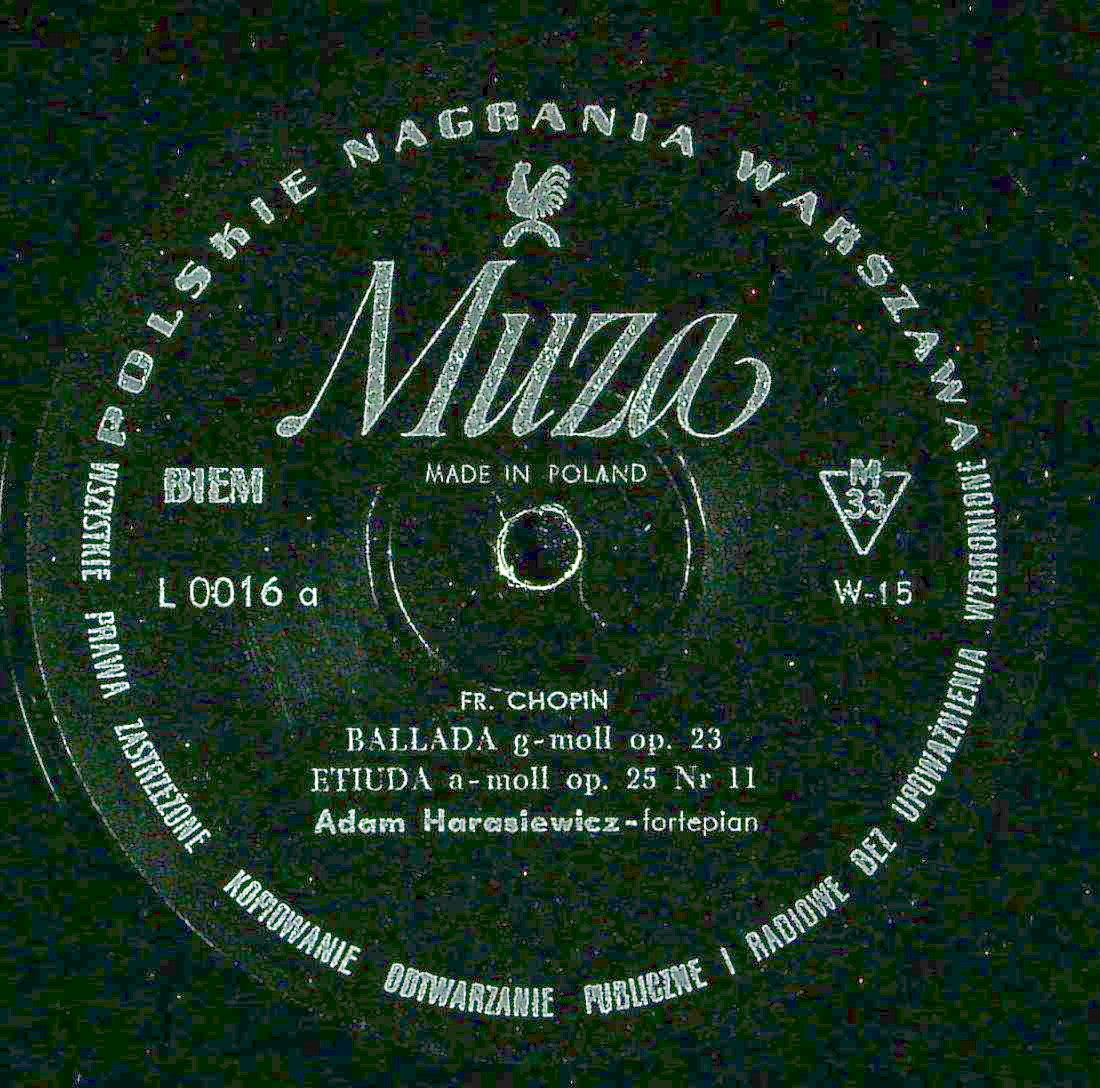 POLSKIE NAGRANIA WARSZAWA
Muza
MADE IN POLAND
BIEM
M
33
L 0016 a
W-15
FR. CHOPIN
BALLADA g-moll op. 23
ETIUDA a-moll op. 25 Nr 11
Adam Harasiewicz-fortepian
WSZYSTKIE PRAWA ZASTRZEŻONE KOPIOWANIE ODTWARZANIE PUBLICZNE I RADIOWE BEZ UPOWAŻNIENIA WZBRONIONE